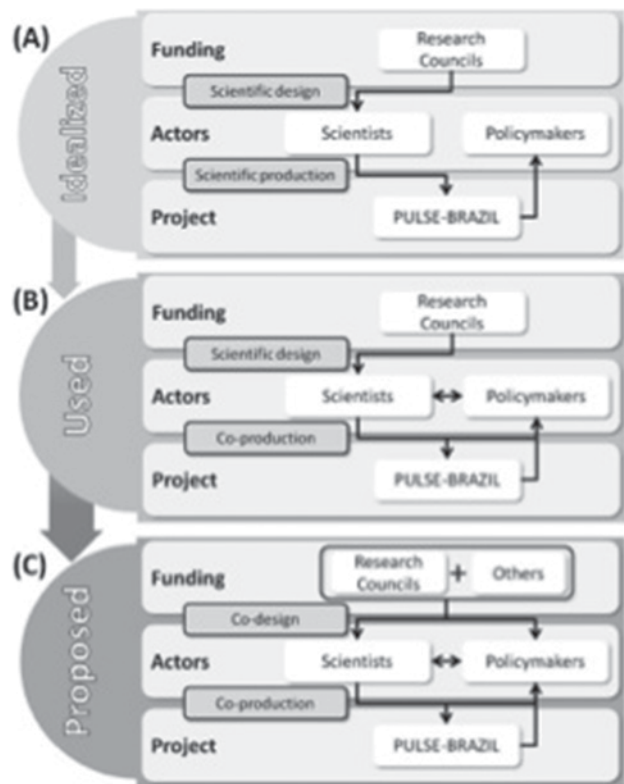 (A)
Idealized
Funding
Research
Councils
Scientific design
Actors
Scientists
Policymakers
Scientific production
Project
PULSE-BRAZIL
(B)
Used
Funding
Research
Councils
Scientific design
Actors
Scientists
Policymakers
Co-production
Project
PULSE-BRAZIL
(C)
Proposed
Funding
Research
Councils
+
Others
Co-design
Actors
Scientists
Policymakers
Co-production
Project
PULSE-BRAZIL